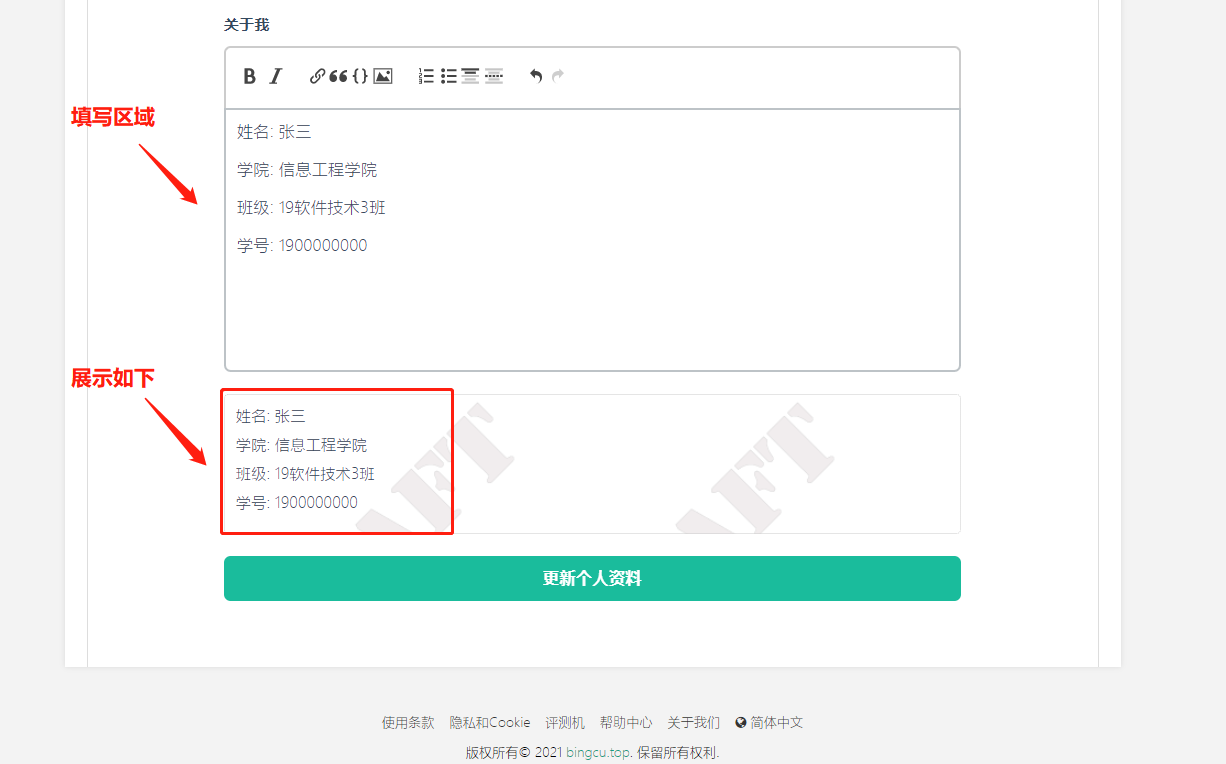 关于我
填写区域
姓名: 张三
学院: 信息工程学院
班级: 19软件技术3班
学号: 1900000000
展示如下
姓名: 张三
学院: 信息工程学院
班级: 19软件技术3班
学号: 1900000000
AFT AFT
更新个人资料
使用条款 隐私和Cookie 评测机 帮助中心 关于我们 简体中文
版权所有© 2021 bingcu.top. 保留所有权利.